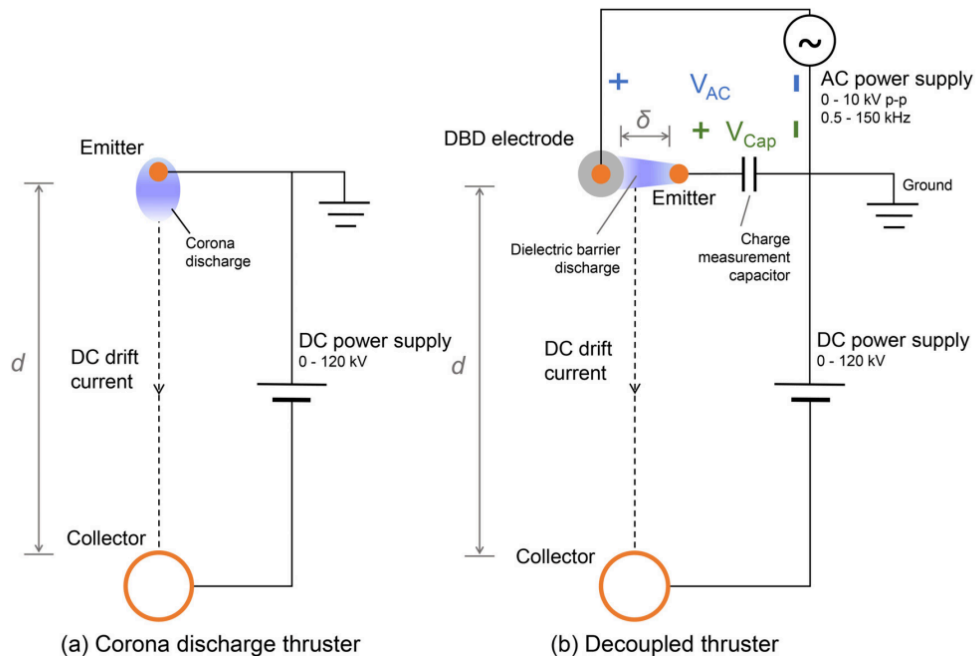 Emitter
Corona
discharge
d
DC drift
current
DC power supply
0 - 120 kV
Collector
(a) Corona discharge thruster
~
AC power supply
0 - 10 kV p-p
0.5 - 150 kHz
+ V_AC -
δ
+ V_Cap -
DBD electrode
Emitter
Ground
Dielectric barrier
discharge
Charge
measurement
capacitor
d
DC drift
current
DC power supply
0 - 120 kV
Collector
(b) Decoupled thruster